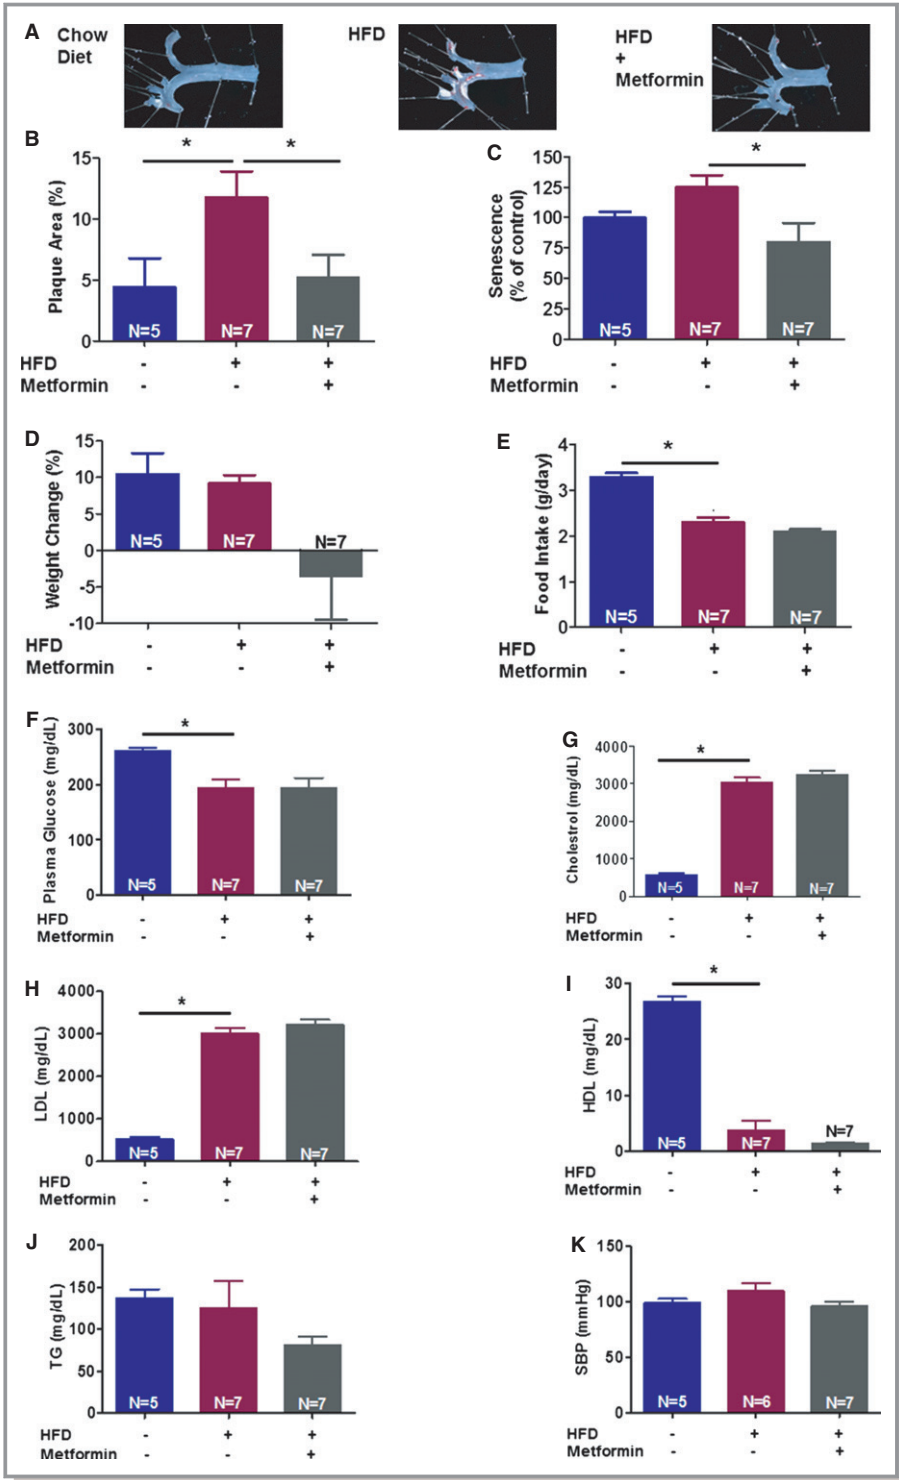 A
Chow
Diet
HFD
HFD
+
Metformin
B
Plaque Area (%)
15
10
5
0
* *
N=5 N=7 N=7
HFD - + +
Metformin - - +
C
Senescence
(% of control)
150
125
100
75
50
25
0
*
N=5 N=7 N=7
HFD - + +
Metformin - - +
D
Weight Change (%)
15
10
5
0
-5
-10
N=5 N=7 N=7
HFD - + +
Metformin - - +
E
Food Intake (g/day)
4
3
2
1
0
*
N=5 N=7 N=7
HFD - + +
Metformin - - +
F
Plasma Glucose (mg/dL)
300
200
100
0
*
N=5 N=7 N=7
HFD - + +
Metformin - - +
G
Cholestrol (mg/dL)
4000
3000
2000
1000
0
*
N=5 N=7 N=7
HFD - + +
Metformin - - +
H
LDL (mg/dL)
4000
3000
2000
1000
0
*
N=5 N=7 N=7
HFD - + +
Metformin - - +
I
HDL (mg/dL)
30
20
10
0
*
N=5 N=7 N=7
HFD - + +
Metformin - - +
J
TG (mg/dL)
200
150
100
50
0
N=5 N=7 N=7
HFD - + +
Metformin - - +
K
SBP (mmHg)
150
100
50
0
N=5 N=6 N=7
HFD - + +
Metformin - - +